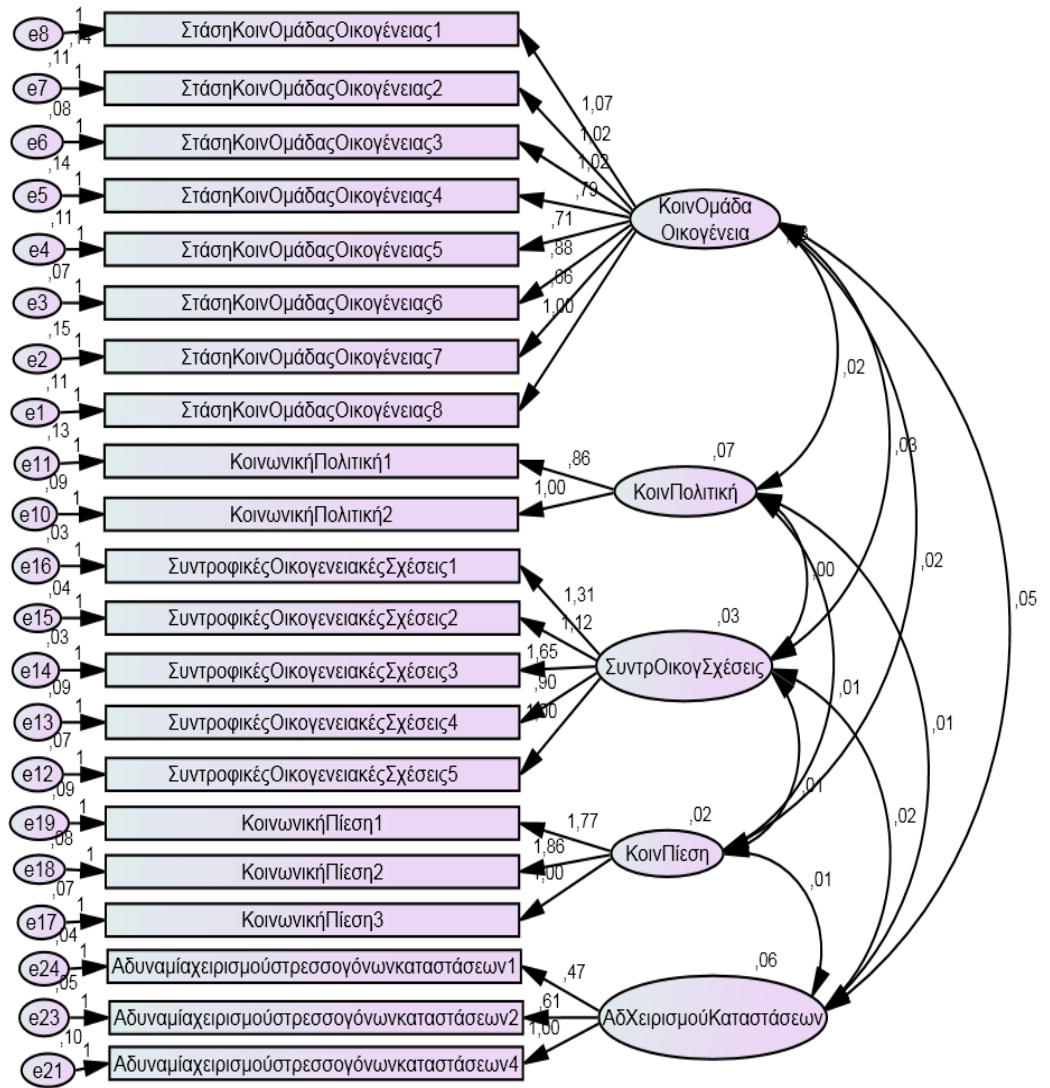 e8
1
,14
ΣτάσηΚοινΟμάδαςΟικογένειας1
,11
e7
1
ΣτάσηΚοινΟμάδαςΟικογένειας2
,08
e6
1
ΣτάσηΚοινΟμάδαςΟικογένειας3
,14
e5
1
ΣτάσηΚοινΟμάδαςΟικογένειας4
,11
e4
1
ΣτάσηΚοινΟμάδαςΟικογένειας5
,07
e3
1
ΣτάσηΚοινΟμάδαςΟικογένειας6
,15
e2
1
ΣτάσηΚοινΟμάδαςΟικογένειας7
,11
e1
1
ΣτάσηΚοινΟμάδαςΟικογένειας8
1,07
1,02
1,02
,79
,71
,88
,66
1,00
ΚοινΟμάδα
Οικογένεια
,13
e11
1
ΚοινωνικήΠολιτική1
,09
e10
1
ΚοινωνικήΠολιτική2
,86
1,00
,07
ΚοινΠολιτική
,03
e16
1
ΣυντροφικέςΟικογενειακέςΣχέσεις1
,04
e15
1
ΣυντροφικέςΟικογενειακέςΣχέσεις2
,03
e14
1
ΣυντροφικέςΟικογενειακέςΣχέσεις3
,09
e13
1
ΣυντροφικέςΟικογενειακέςΣχέσεις4
,07
e12
1
ΣυντροφικέςΟικογενειακέςΣχέσεις5
1,31
1,12
1,65
,90
1,00
,03
ΣυντρΟικογΣχέσεις
,09
e19
1
ΚοινωνικήΠίεση1
,08
e18
1
ΚοινωνικήΠίεση2
,07
e17
1
ΚοινωνικήΠίεση3
1,77
1,86
1,00
,02
ΚοινΠίεση
,04
e24
1
Αδυναμίαχειρισμούστρεσσογόνωνκαταστάσεων1
,05
e23
1
Αδυναμίαχειρισμούστρεσσογόνωνκαταστάσεων2
,10
e21
1
Αδυναμίαχειρισμούστρεσσογόνωνκαταστάσεων4
,47
,61
1,00
,06
ΑδΧειρισμούΚαταστάσεων
,02
,03
,02
,05
,00
,01
,01
,01
,02
,01